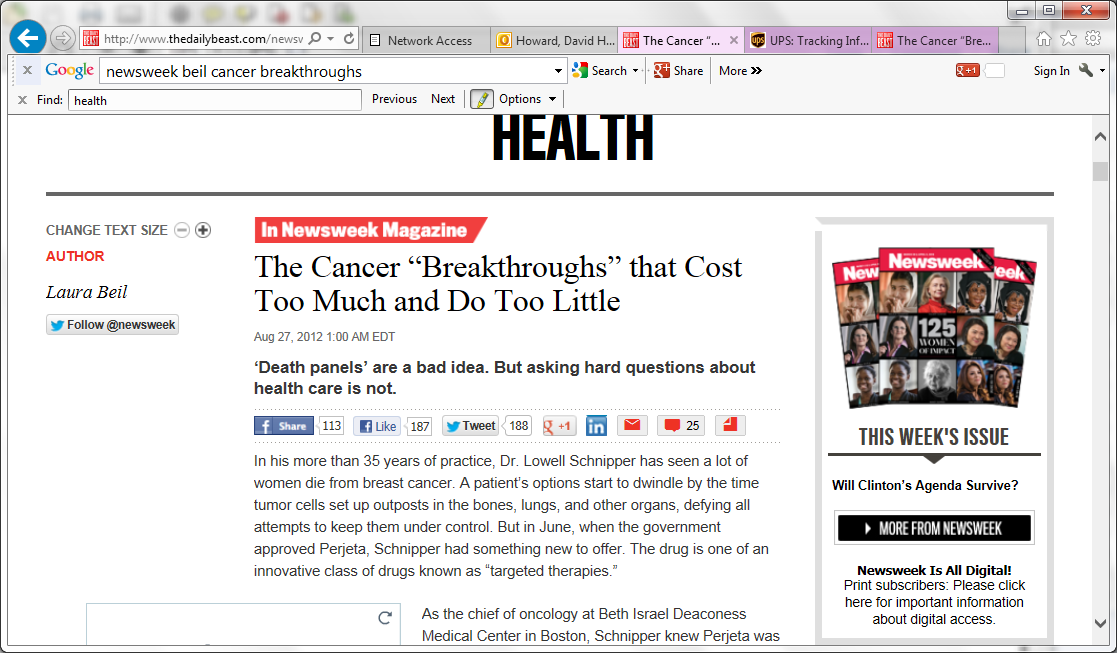 http://www.thedailybeast.com/newsw
Network Access
Howard, David H...
The Cancer “...
UPS: Tracking Inf...
The Cancer “Bre...
x Google newsweek beil cancer breakthroughs Search Share More »
g+1 Sign In
x Find: health Previous Next Options
HEALTH
CHANGE TEXT SIZE
AUTHOR
Laura Beil
Follow @newsweek
In Newsweek Magazine
The Cancer “Breakthroughs” that Cost
Too Much and Do Too Little
Aug 27, 2012 1:00 AM EDT
‘Death panels’ are a bad idea. But asking hard questions about
health care is not.
f Share 113 f Like 187 Tweet 188 g +1 in 25
In his more than 35 years of practice, Dr. Lowell Schnipper has seen a lot of
women die from breast cancer. A patient’s options start to dwindle by the time
tumor cells set up outposts in the bones, lungs, and other organs, defying all
attempts to keep them under control. But in June, when the government
approved Perjeta, Schnipper had something new to offer. The drug is one of an
innovative class of drugs known as “targeted therapies.”
As the chief of oncology at Beth Israel Deaconess
Medical Center in Boston, Schnipper knew Perjeta was
Newsweek
125
WOMEN
OF IMPACT
THIS WEEK'S ISSUE
Will Clinton’s Agenda Survive?
MORE FROM NEWSWEEK
Newsweek Is All Digital!
Print subscribers: Please click
here for important information
about digital access.